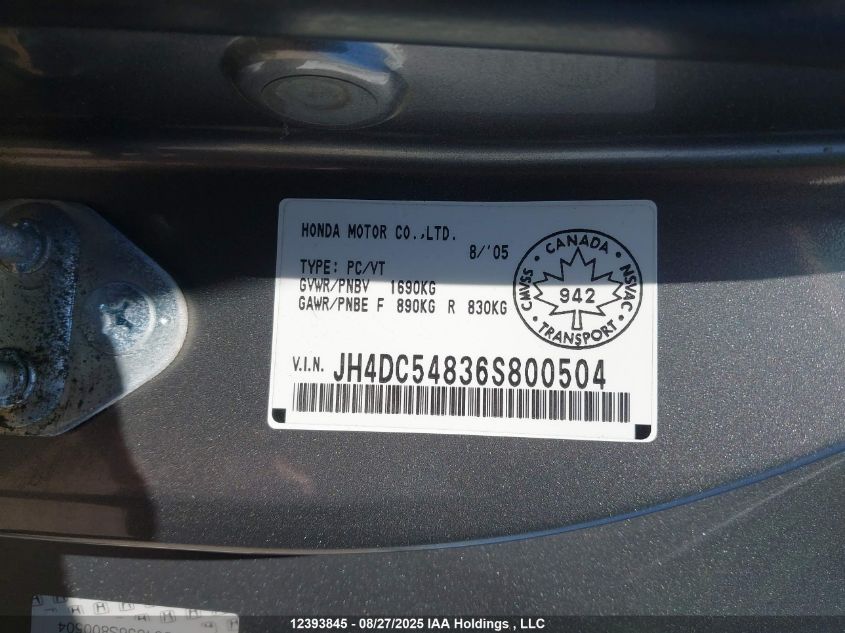 HONDA MOTOR CO.,LTD.
8/'05
TYPE: PC/VT
GVWR/PNBV 1690KG
GAWR/PNBE F 890KG R 830KG
CANADA
CMVSS
942
NSVAC
TRANSPORT
V.I.N. JH4DC54836S800504
12393845 - 08/27/2025 IAA Holdings , LLC